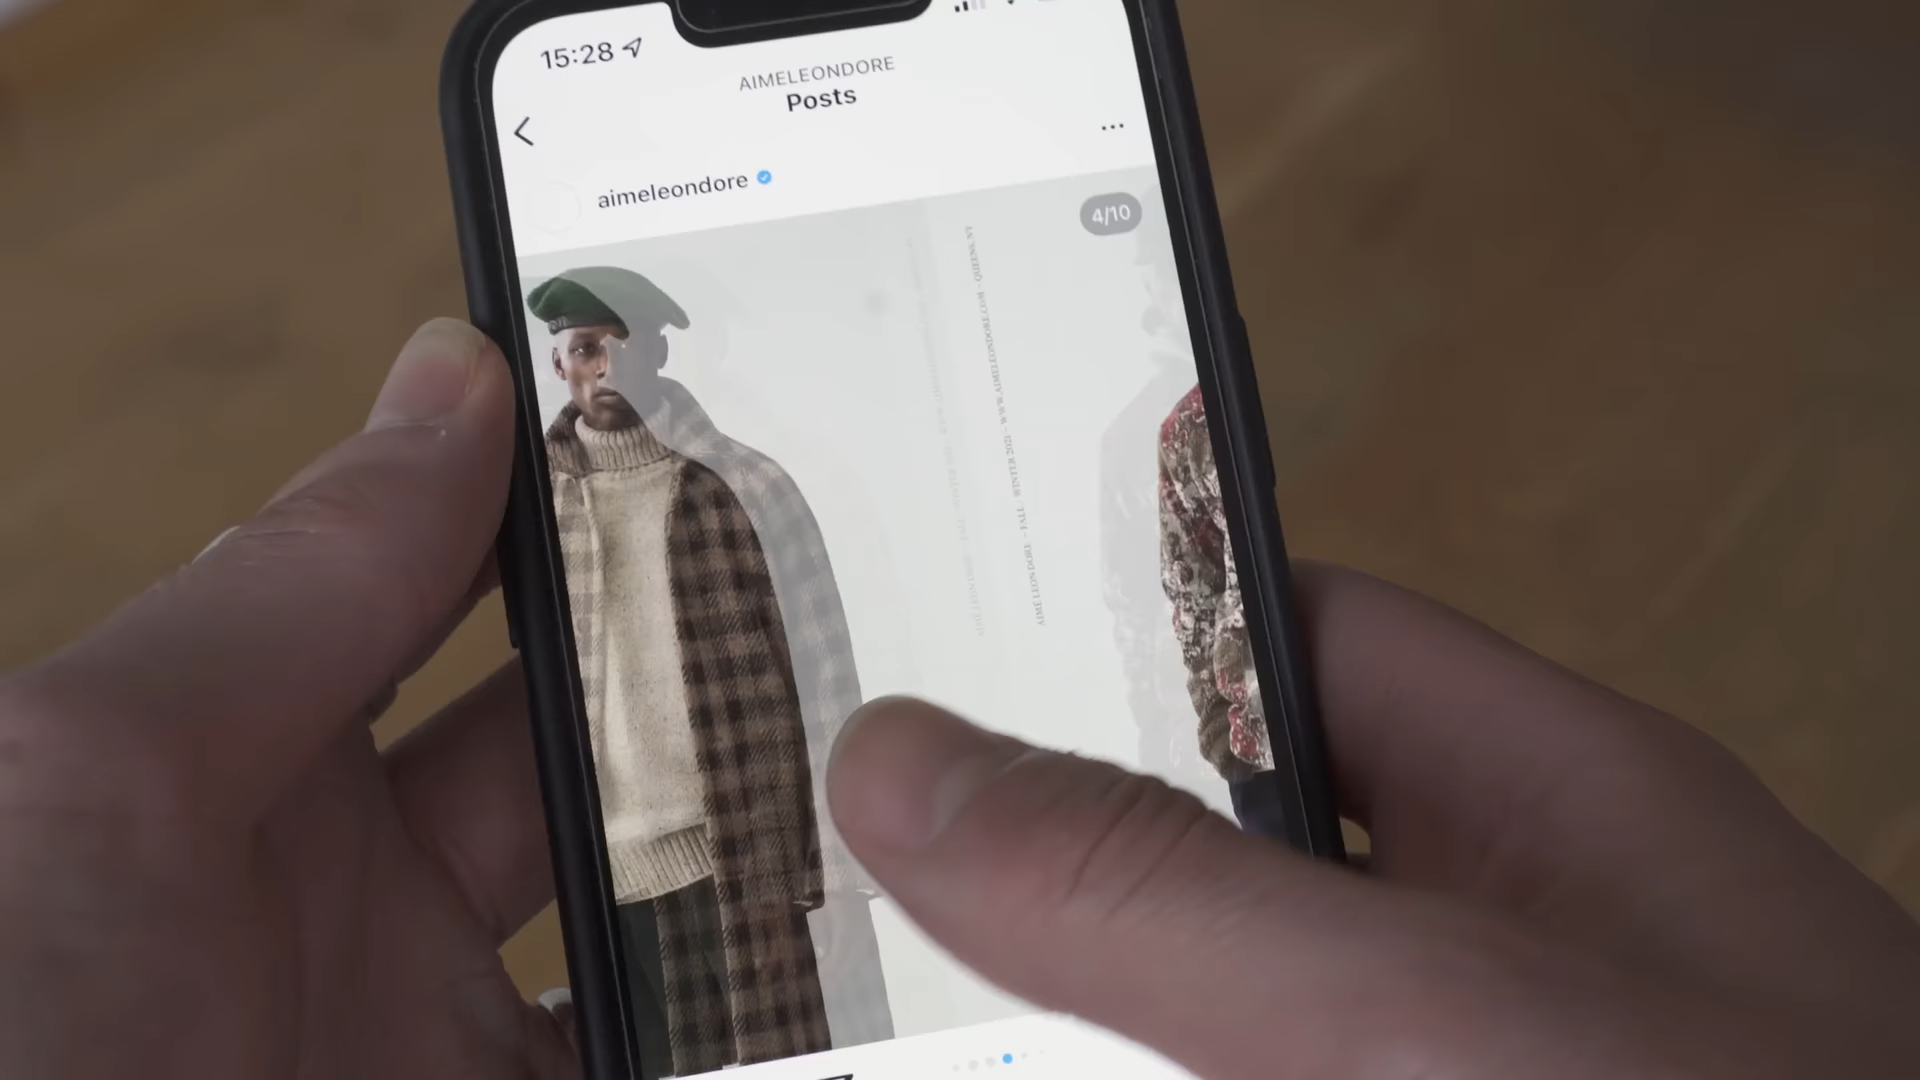 15:28
AIMELEONDORE
Posts
aimeleondore
4/10
AIMÉ LEON DORE - FALL / WINTER 2021 - WWW.AIMELEONDORE.COM - QUEENS, NY